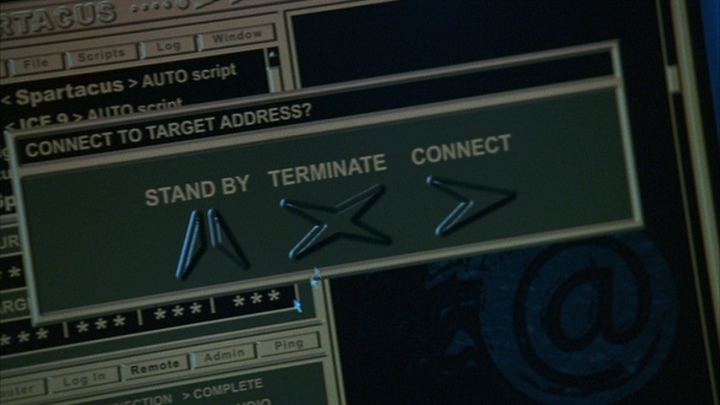 File Scripts Log Window
< Spartacus > AUTO script
< ICE 9 > AUTO script
CONNECT TO TARGET ADDRESS?
STAND BY TERMINATE CONNECT
*** *** *** ***
Log In Remote Admin Ping
> COMPLETE
@